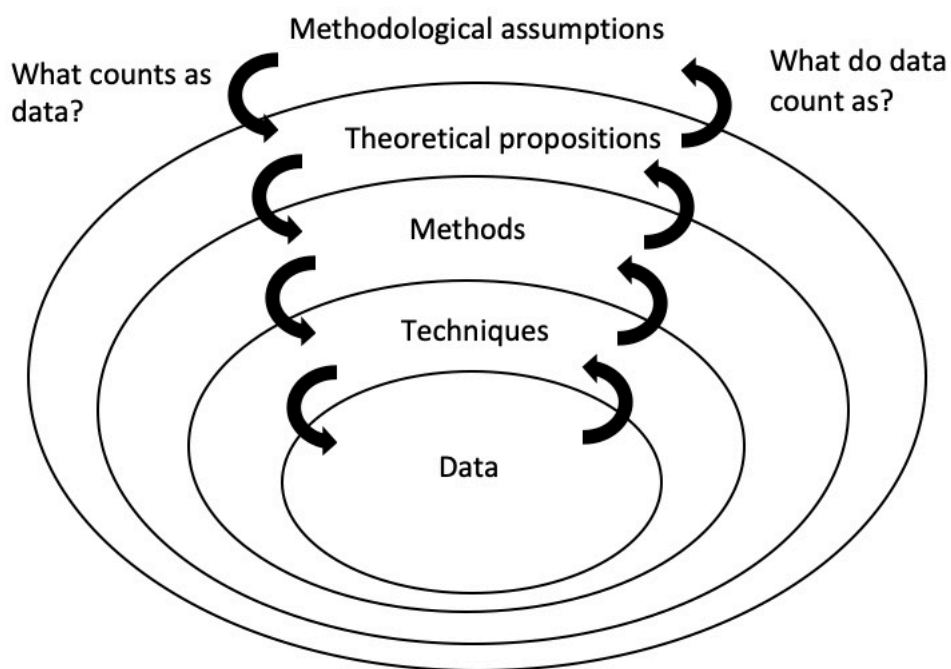 Methodological assumptions
What counts as
data?
What do data
count as?
Theoretical propositions
Methods
Techniques
Data